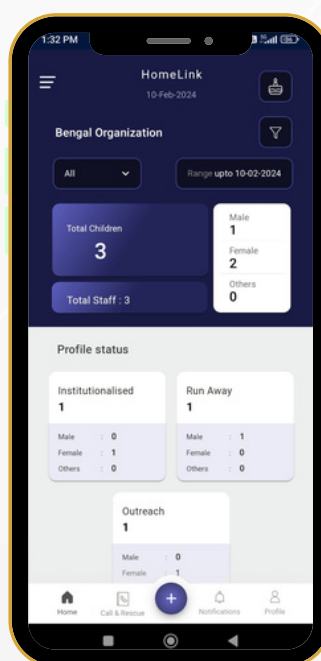 1:32 PM
HomeLink
10-Feb-2024
Bengal Organization
All
Range upto 10-02-2024
Total Children
3
Total Staff : 3
Male
1
Female
2
Others
0
Profile status
Institutionalised
1
Male : 0
Female : 1
Others : 0
Run Away
1
Male : 1
Female : 0
Others : 0
Outreach
1
Male : 0
Female : 1
Home
Call & Rescue
Notifications
Profile